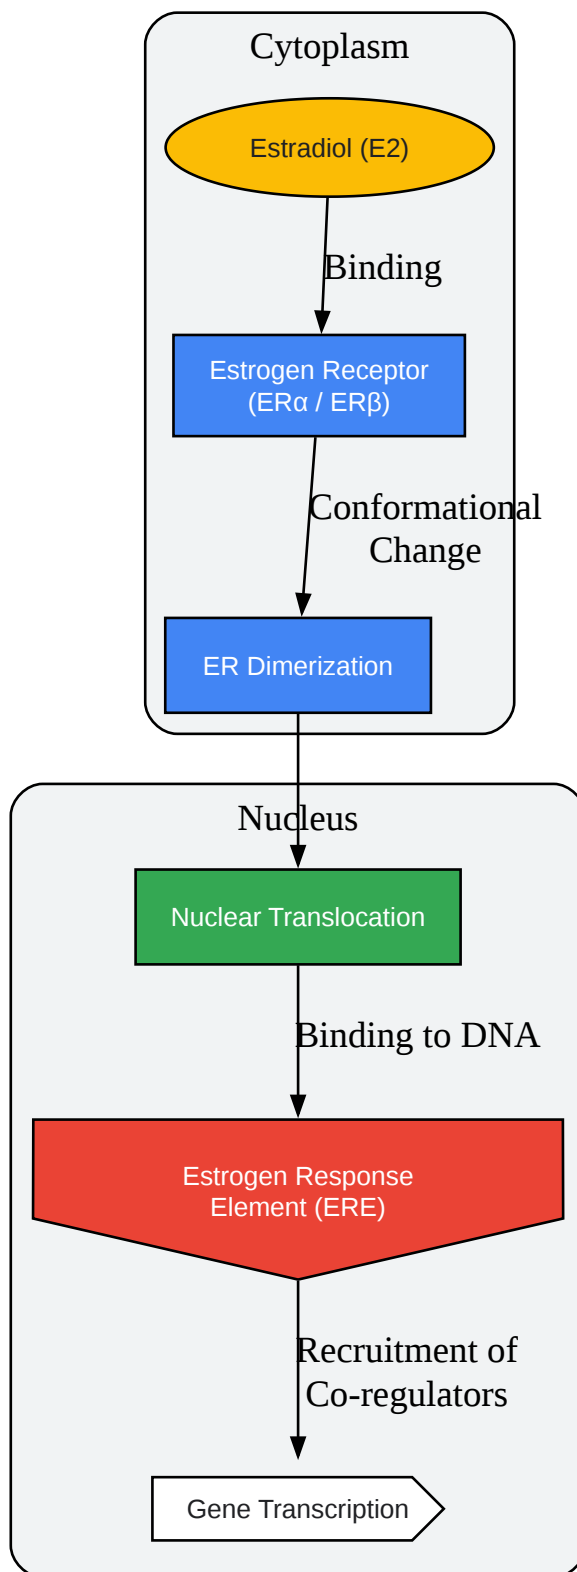 Cytoplasm
Estradiol (E2)
Binding
Estrogen Receptor
(ERα / ERβ)
Conformational
Change
ER Dimerization
Nucleus
Nuclear Translocation
Binding to DNA
Estrogen Response
Element (ERE)
Recruitment of
Co-regulators
Gene Transcription